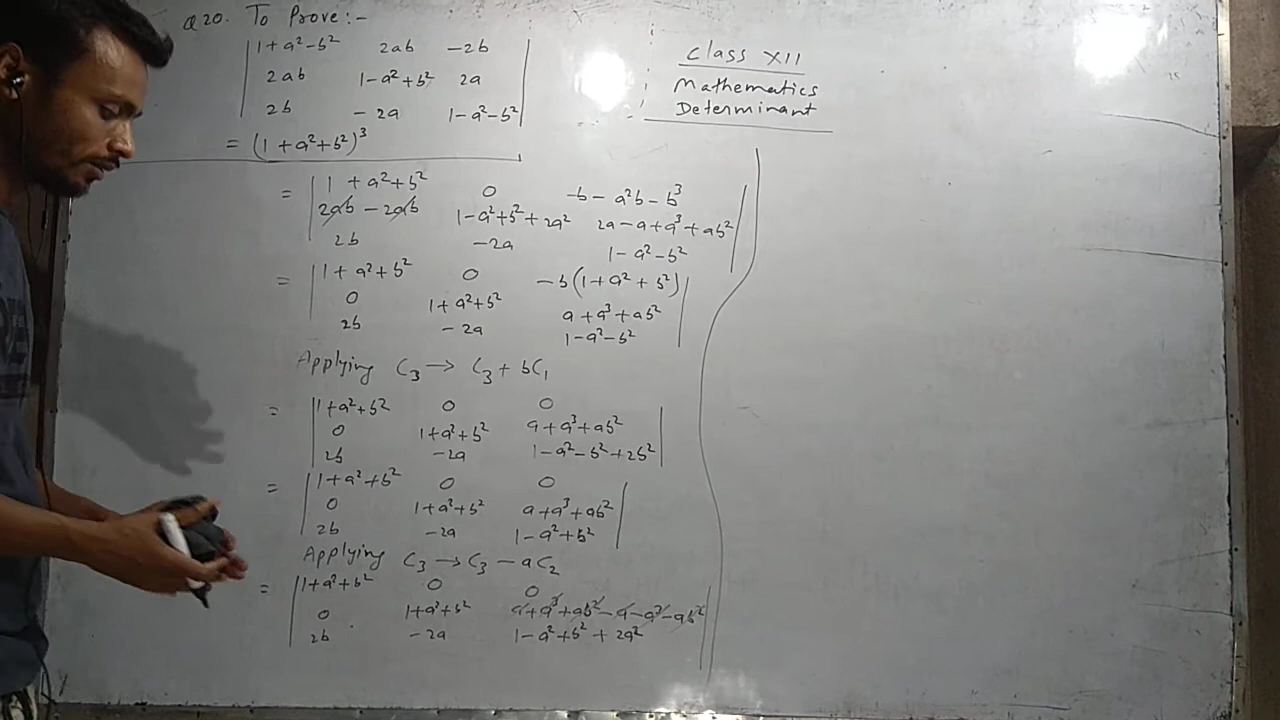 Q 20. To Prove:-
| 1+a²-b² 2ab -2b |
| 2ab 1-a²+b² 2a |
| 2b -2a 1-a²-b² |
= (1+a²+b²)³
Class XII
Mathematics
Determinant
= | 1+a²+b² 0 -b-a²b-b³ |
| 2ab-2ab 1-a²+b²+2a² 2a-a+a³+ab² |
| 2b -2a 1-a²-b² |
= | 1+a²+b² 0 -b(1+a²+b²) |
| 0 1+a²+b² a+a³+ab² |
| 2b -2a 1-a²-b² |
Applying C₃→ C₃+bC₁
= | 1+a²+b² 0 0 |
| 0 1+a²+b² a+a³+ab² |
| 2b -2a 1-a²-b²+2b² |
= | 1+a²+b² 0 0 |
| 0 1+a²+b² a+a³+ab² |
| 2b -2a 1-a²+b² |
Applying C₃→C₃-aC₂
= | 1+a²+b² 0 0 |
| 0 1+a²+b² a+a³+ab²-a-a³-ab² |
| 2b -2a 1-a²+b²+2a² |